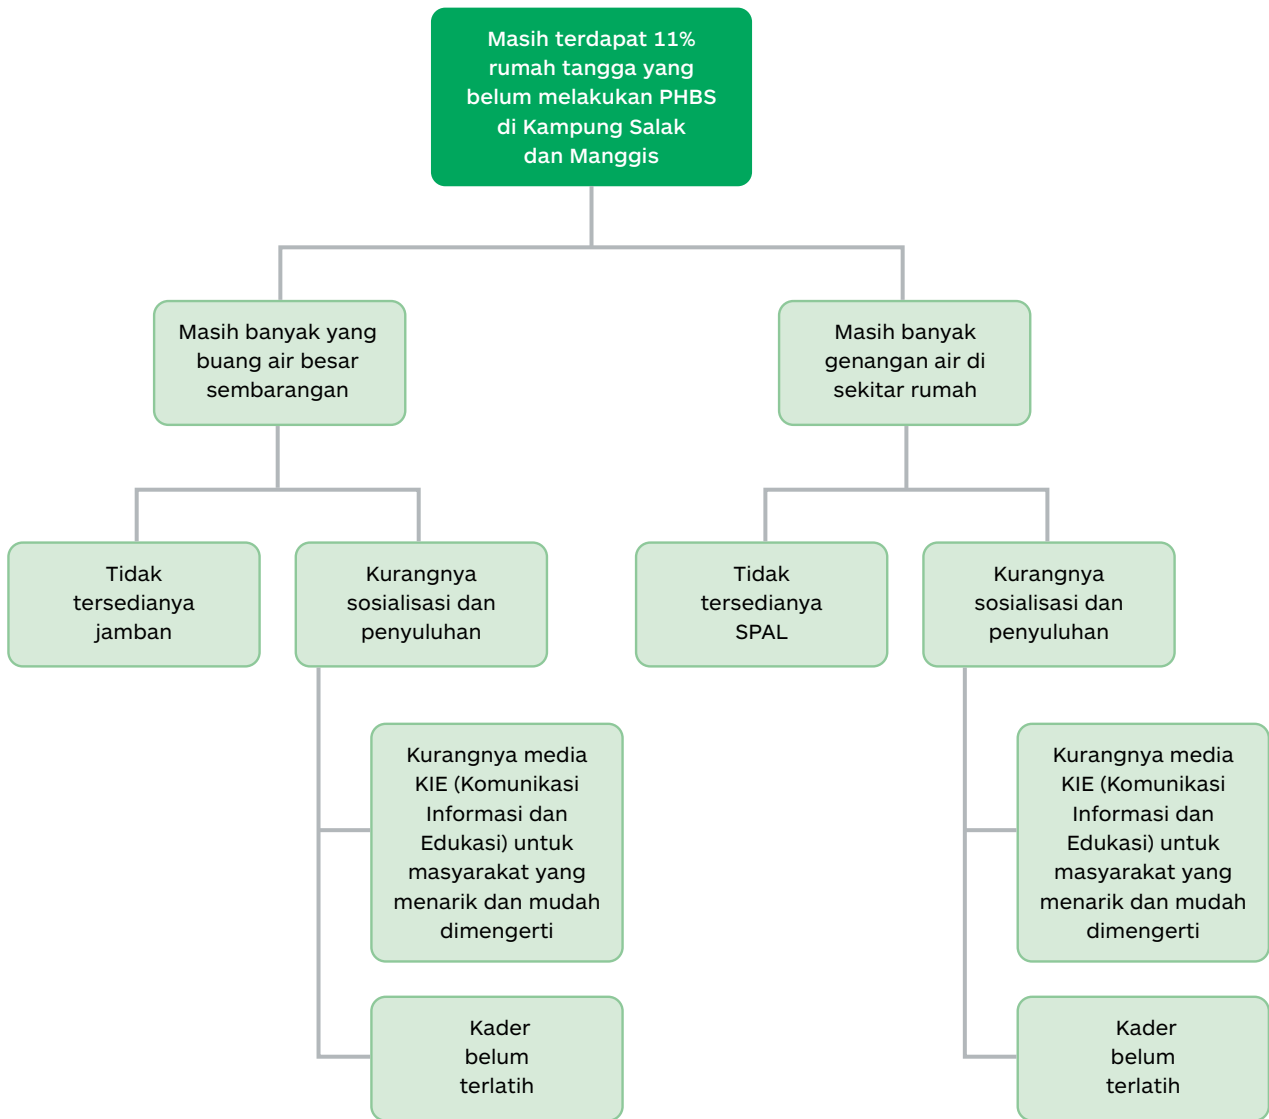 Masih terdapat 11%
rumah tangga yang
belum melakukan PHBS
di Kampung Salak
dan Manggis
Masih banyak yang
buang air besar
sembarangan
Masih banyak
genangan air di
sekitar rumah
Tidak
tersedianya
jamban
Kurangnya
sosialisasi dan
penyuluhan
Tidak
tersedianya
SPAL
Kurangnya
sosialisasi dan
penyuluhan
Kurangnya media
KIE (Komunikasi
Informasi dan
Edukasi) untuk
masyarakat yang
menarik dan mudah
dimengerti
Kurangnya media
KIE (Komunikasi
Informasi dan
Edukasi) untuk
masyarakat yang
menarik dan mudah
dimengerti
Kader
belum
terlatih
Kader
belum
terlatih